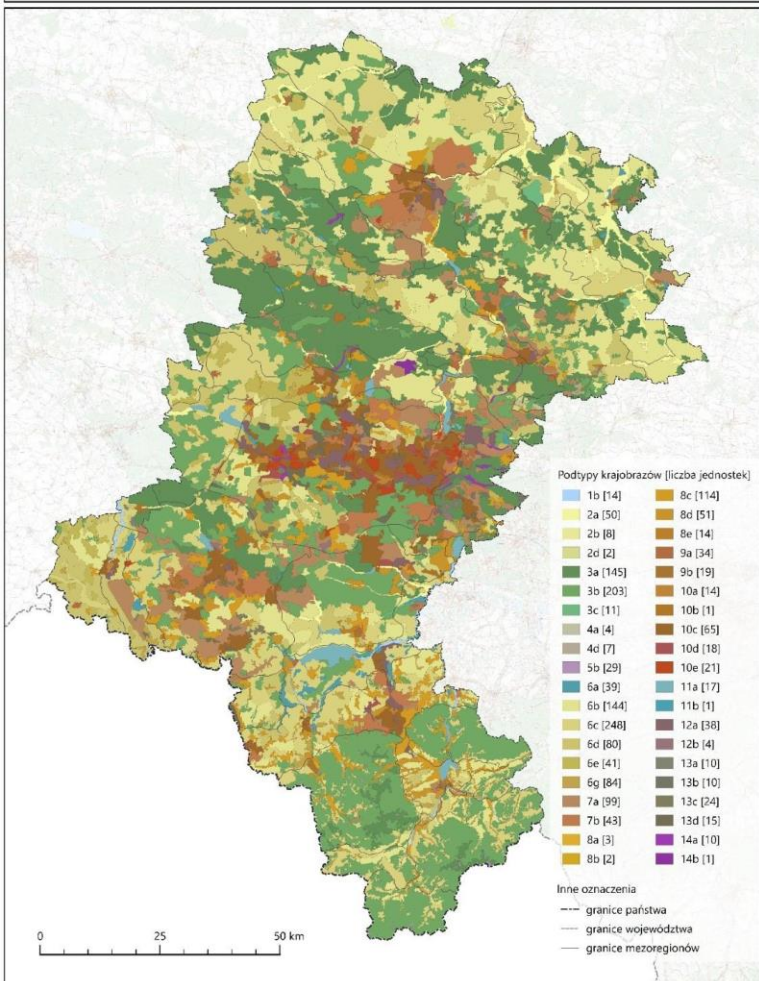 Podtypy krajobrazów [liczba jednostek]
1b [14]
2a [50]
2b [8]
2d [2]
3a [145]
3b [203]
3c [11]
4a [4]
4d [7]
5b [29]
6a [39]
6b [144]
6c [248]
6d [80]
6e [41]
6g [84]
7a [99]
7b [43]
8a [3]
8b [2]
8c [114]
8d [51]
8e [14]
9a [34]
9b [19]
10a [14]
10b [1]
10c [65]
10d [18]
10e [21]
11a [17]
11b [1]
12a [38]
12b [4]
13a [10]
13b [10]
13c [24]
13d [15]
14a [10]
14b [1]
Inne oznaczenia
granice państwa
granice województwa
granice mezoregionów
0 25 50 km